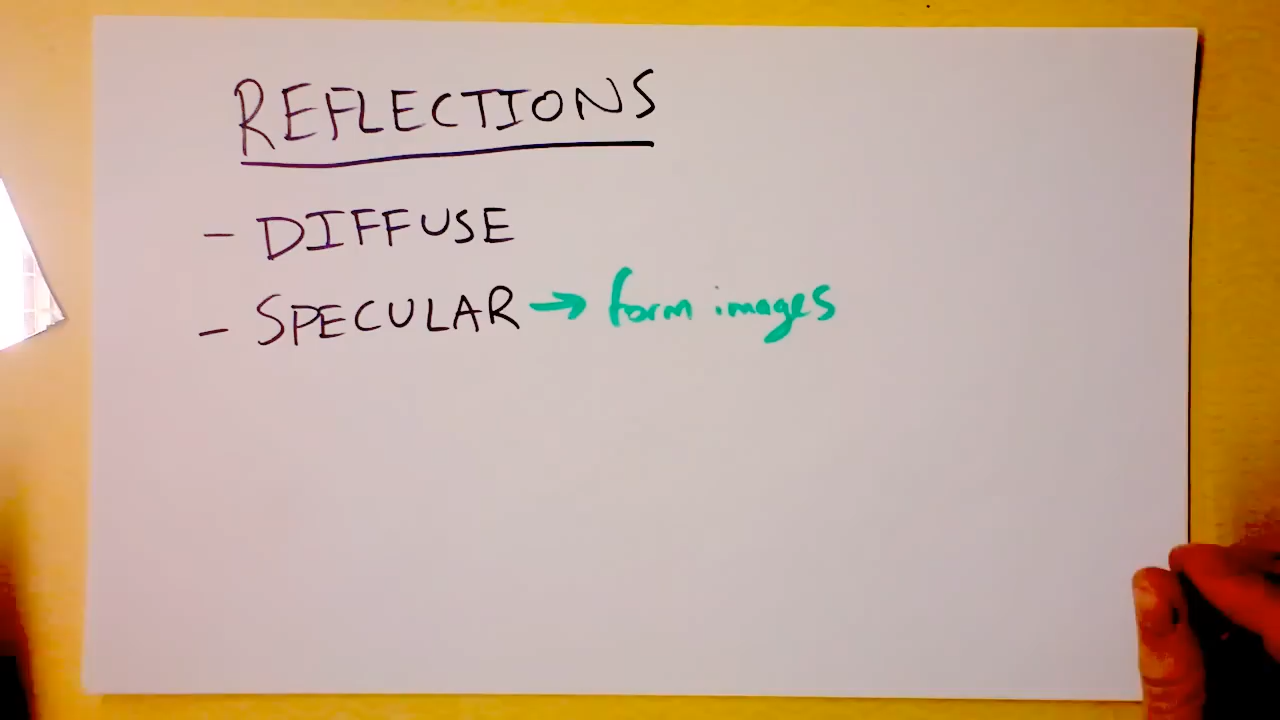 REFLECTIONS
- DIFFUSE
- SPECULAR → form images